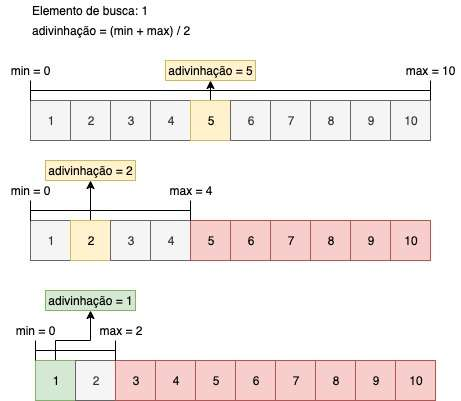 Elemento de busca: 1
adivinhação = (min + max) / 2
adivinhação = 5
min = 0
max = 10
1 2 3 4 5 6 7 8 9 10
adivinhação = 2
min = 0
max = 4
1 2 3 4 5 6 7 8 9 10
adivinhação = 1
min = 0
max = 2
1 2 3 4 5 6 7 8 9 10